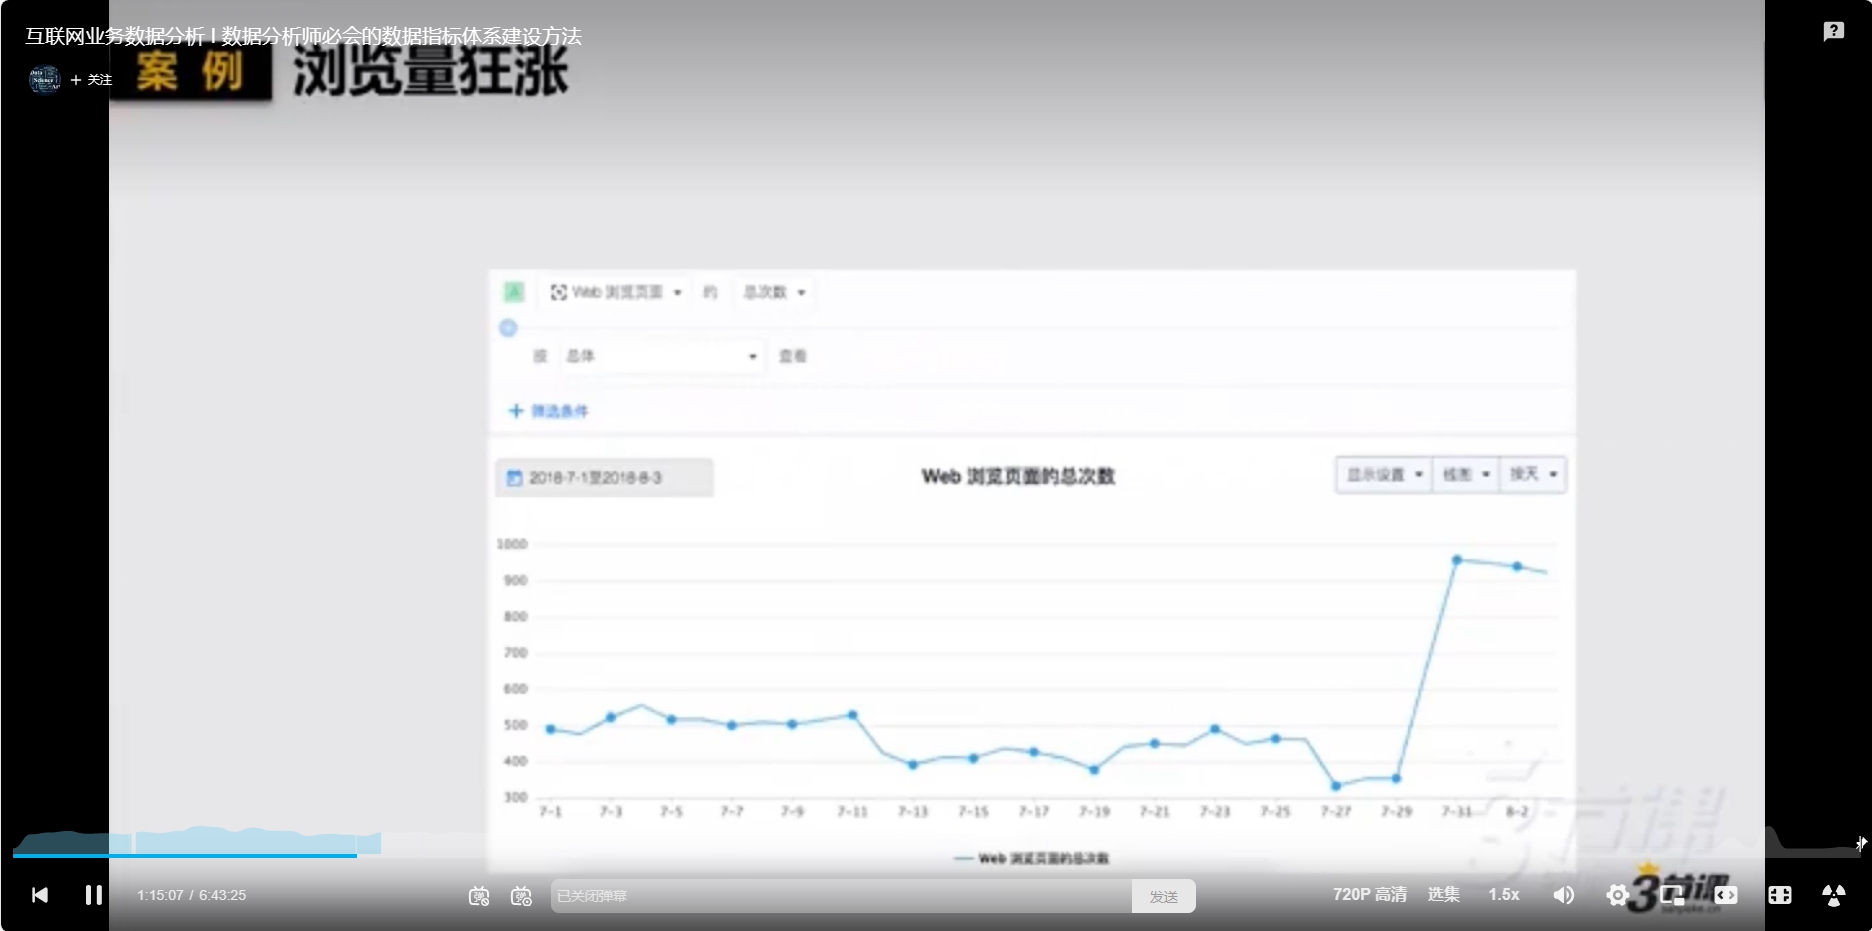 互联网业务数据分析 | 数据分析师必会的数据指标体系建设方法
+ 关注
案例 浏览量狂涨
A Web 浏览页面 的 总次数
按 总体 查看
+ 筛选条件
2018-7-1至2018-8-3
Web 浏览页面的总次数
显示设置 线图 按天
1000
900
800
700
600
500
400
300
7-1 7-3 7-5 7-7 7-9 7-11 7-13 7-15 7-17 7-19 7-21 7-23 7-25 7-27 7-29 7-31 8-2
Web 浏览页面的总次数
1:15:07 / 6:43:25
已关闭弹幕
发送
720P 高清
选集
1.5x
3节课